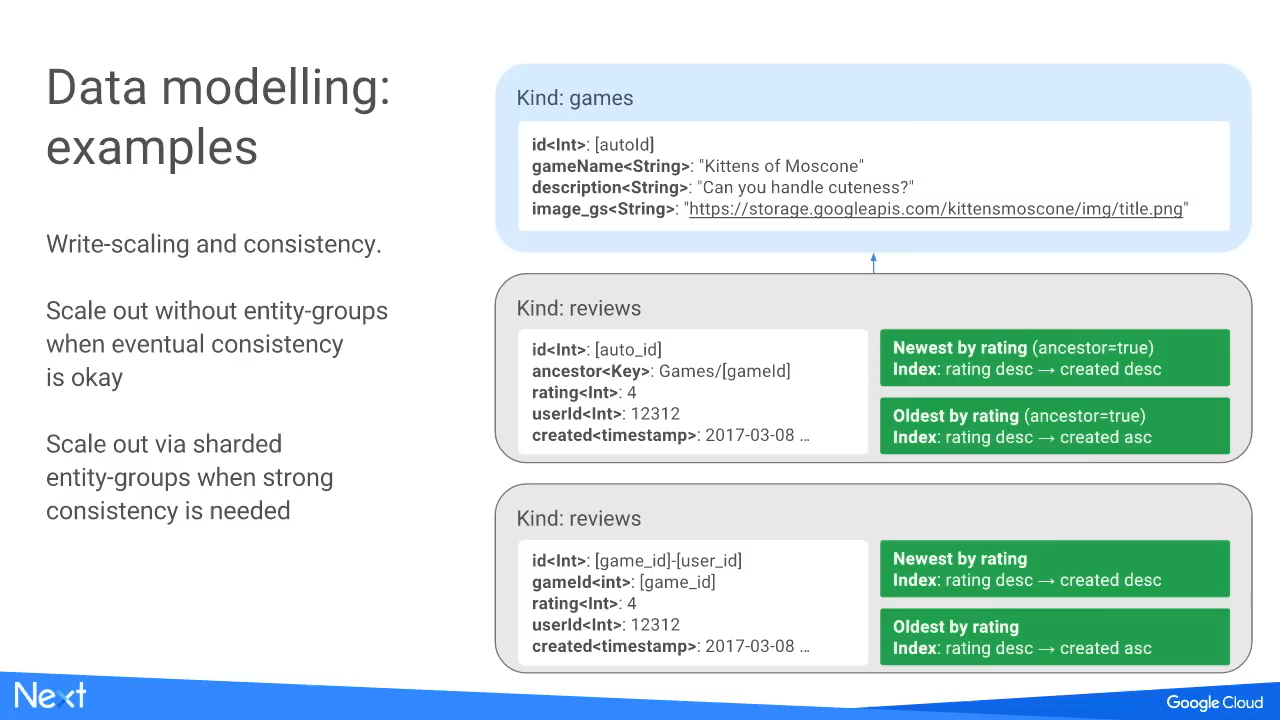 Data modelling:
examples
Write-scaling and consistency.
Scale out without entity-groups
when eventual consistency
is okay
Scale out via sharded
entity-groups when strong
consistency is needed
Kind: games
id<Int>: [autoId]
gameName<String>: "Kittens of Moscone"
description<String>: "Can you handle cuteness?"
image_gs<String>: "https://storage.googleapis.com/kittensmoscone/img/title.png"
Kind: reviews
id<Int>: [auto_id]
ancestor<Key>: Games/[gameId]
rating<Int>: 4
userId<Int>: 12312
created<timestamp>: 2017-03-08 ...
Newest by rating (ancestor=true)
Index: rating desc → created desc
Oldest by rating (ancestor=true)
Index: rating desc → created asc
Kind: reviews
id<Int>: [game_id]-[user_id]
gameId<int>: [game_id]
rating<Int>: 4
userId<Int>: 12312
created<timestamp>: 2017-03-08 ...
Newest by rating
Index: rating desc → created desc
Oldest by rating
Index: rating desc → created asc
Next
Google Cloud